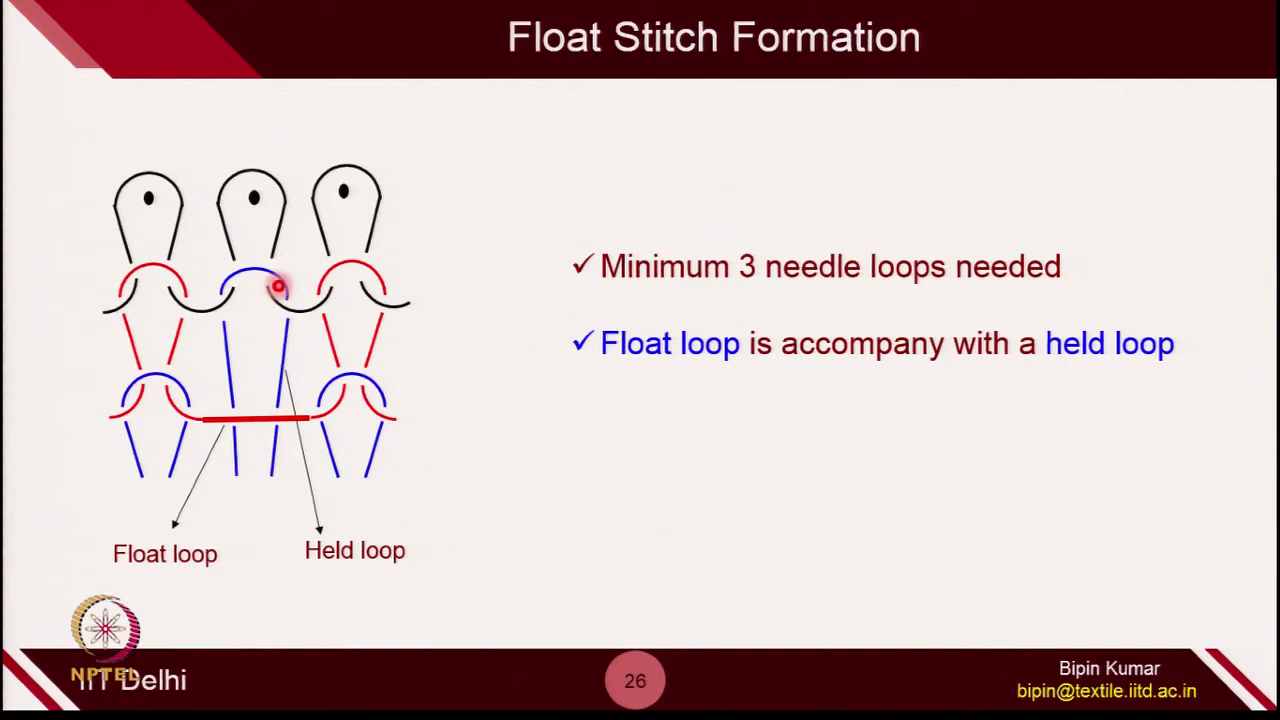 Float Stitch Formation
✓ Minimum 3 needle loops needed
✓ Float loop is accompany with a held loop
Float loop
Held loop
NPTEL
IIT Delhi
26
Bipin Kumar
bipin@textile.iitd.ac.in